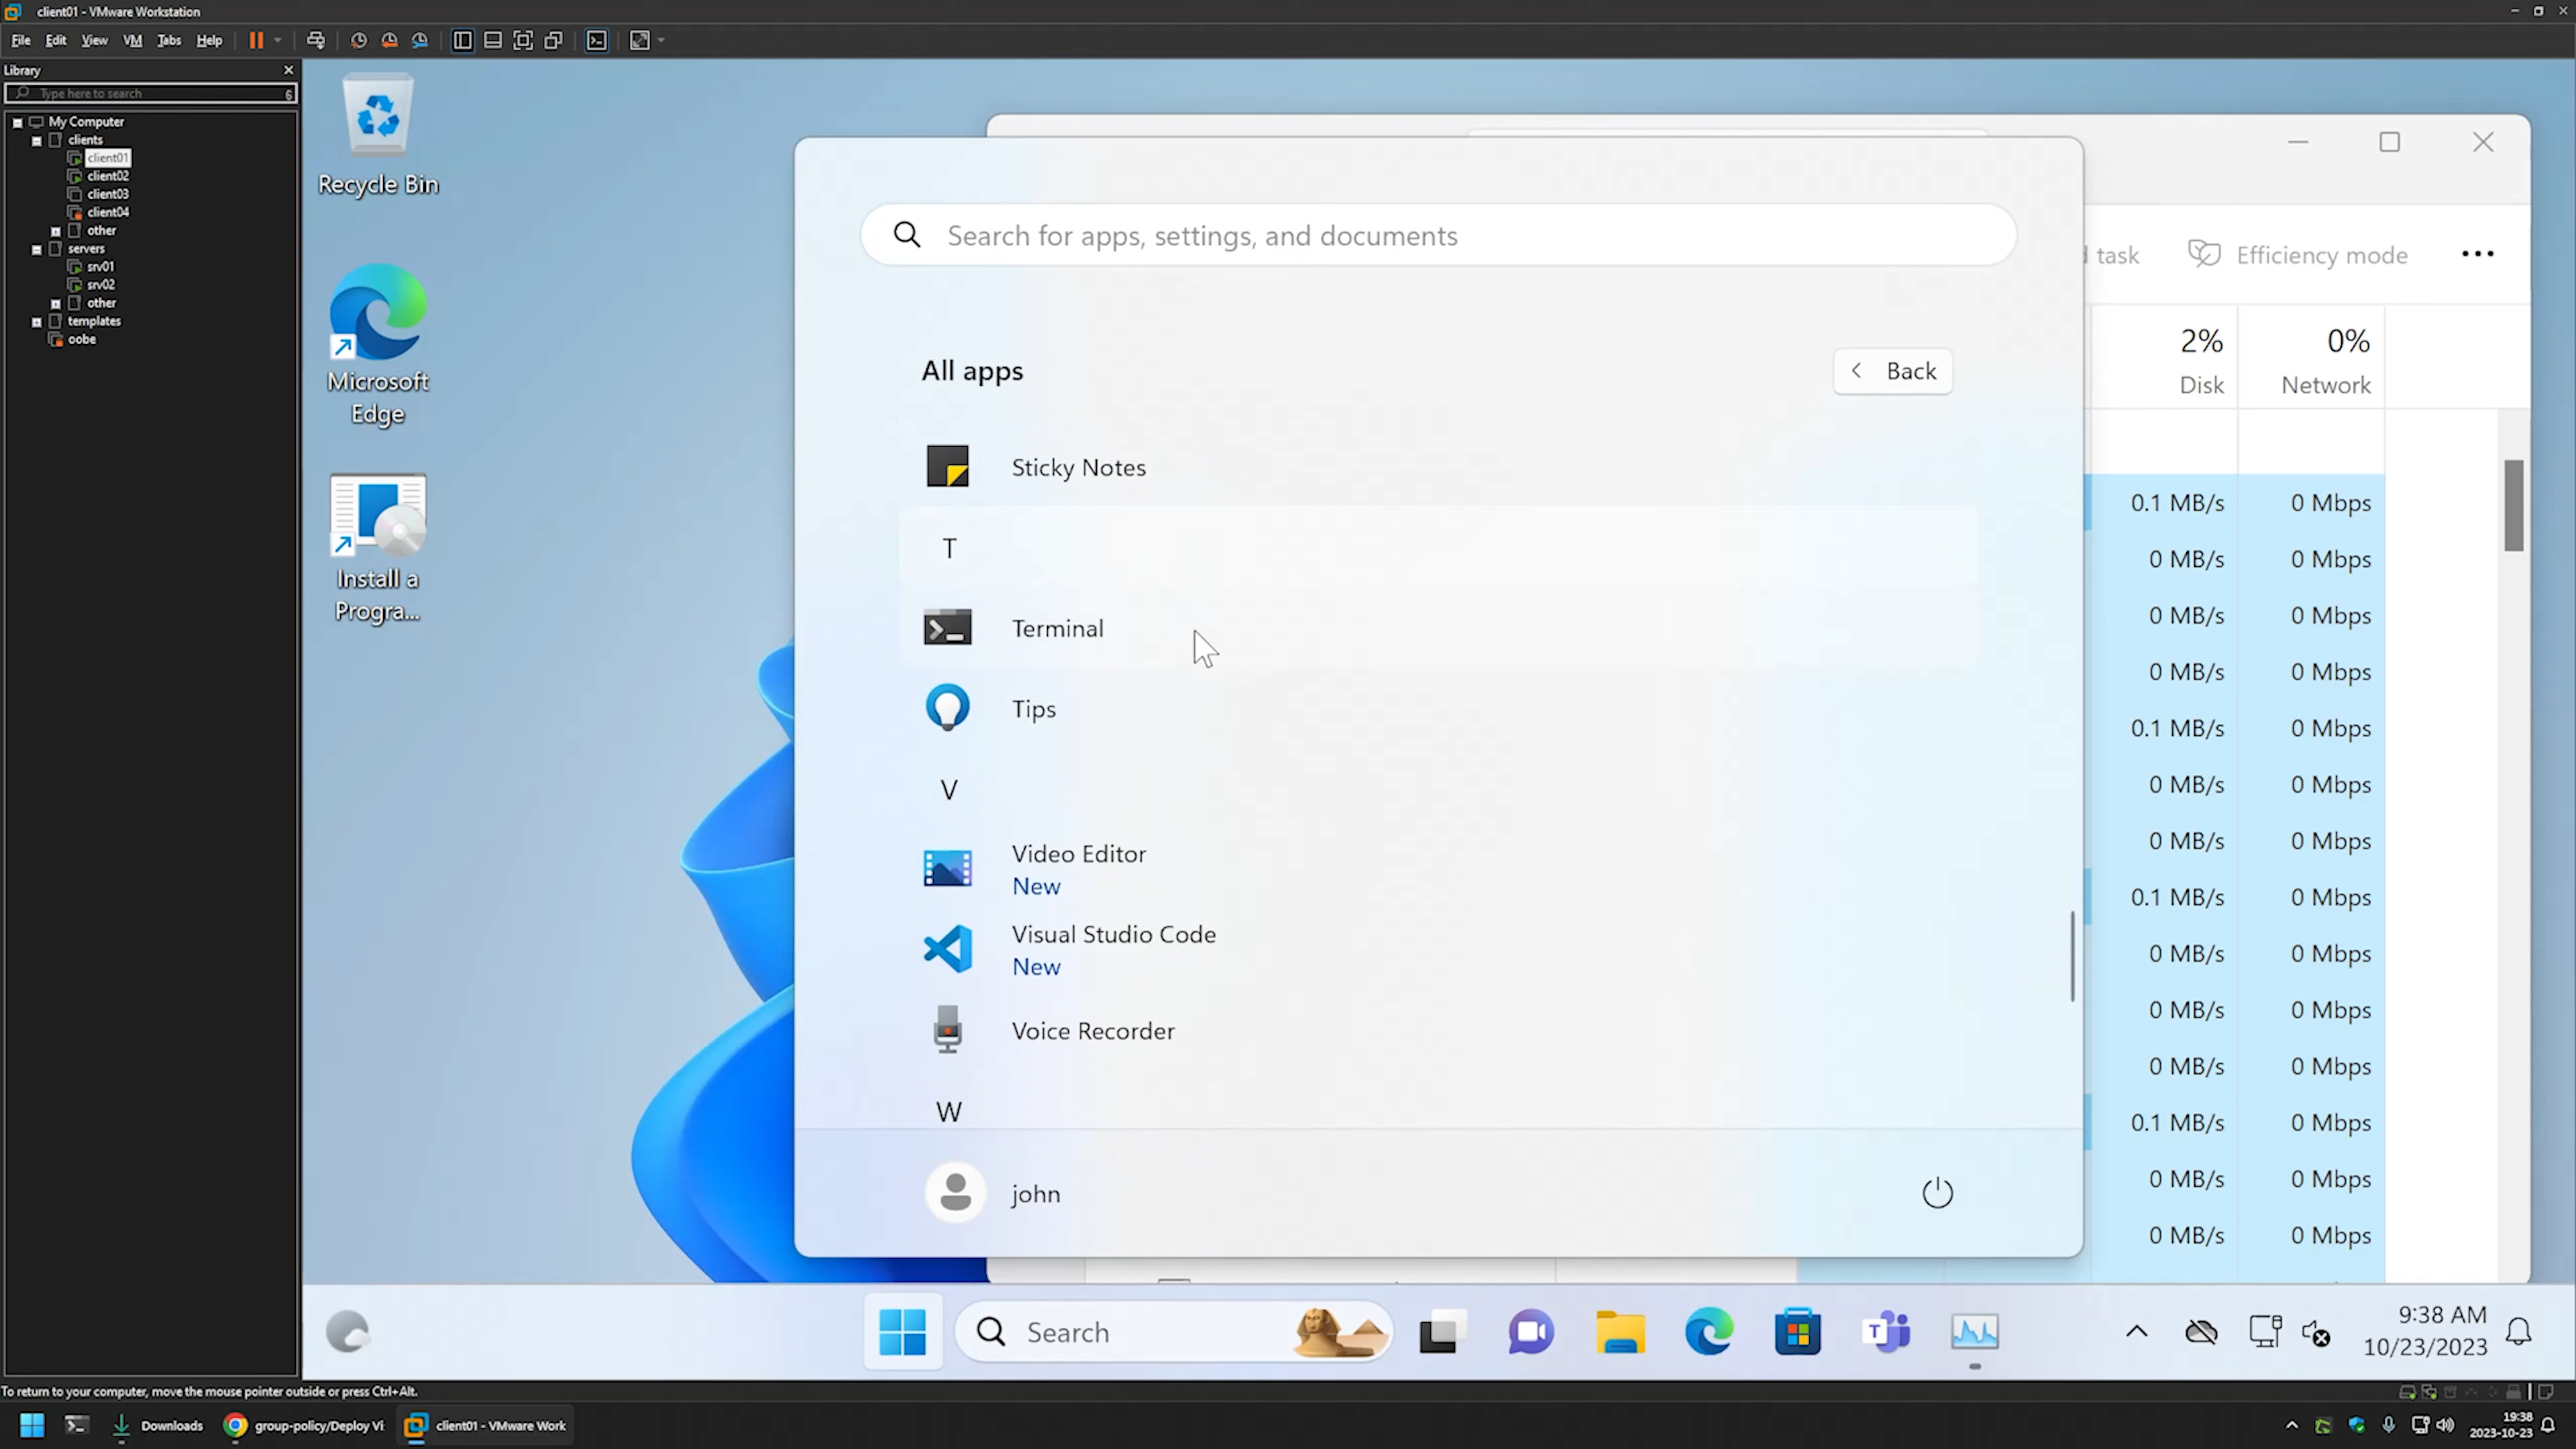 client01 - VMware Workstation
File Edit View VM Tabs Help
Library
Type here to search
6
My Computer
clients
client01
client02
client03
client04
other
servers
srv01
srv02
other
templates
oobe
Recycle Bin
Microsoft
Edge
Install a
Progra...
Search for apps, settings, and documents
All apps
Back
Sticky Notes
T
Terminal
Tips
V
Video Editor
New
Visual Studio Code
New
Voice Recorder
W
john
task
Efficiency mode
2% 0%
Disk Network
0.1 MB/s 0 Mbps
0 MB/s 0 Mbps
0 MB/s 0 Mbps
0 MB/s 0 Mbps
0.1 MB/s 0 Mbps
0 MB/s 0 Mbps
0 MB/s 0 Mbps
0.1 MB/s 0 Mbps
0 MB/s 0 Mbps
0 MB/s 0 Mbps
0 MB/s 0 Mbps
0.1 MB/s 0 Mbps
0 MB/s 0 Mbps
0 MB/s 0 Mbps
Search
9:38 AM
10/23/2023
To return to your computer, move the mouse pointer outside or press Ctrl+Alt.
Downloads
group-policy/Deploy Vi
client01 - VMware Work
19:38
2023-10-23